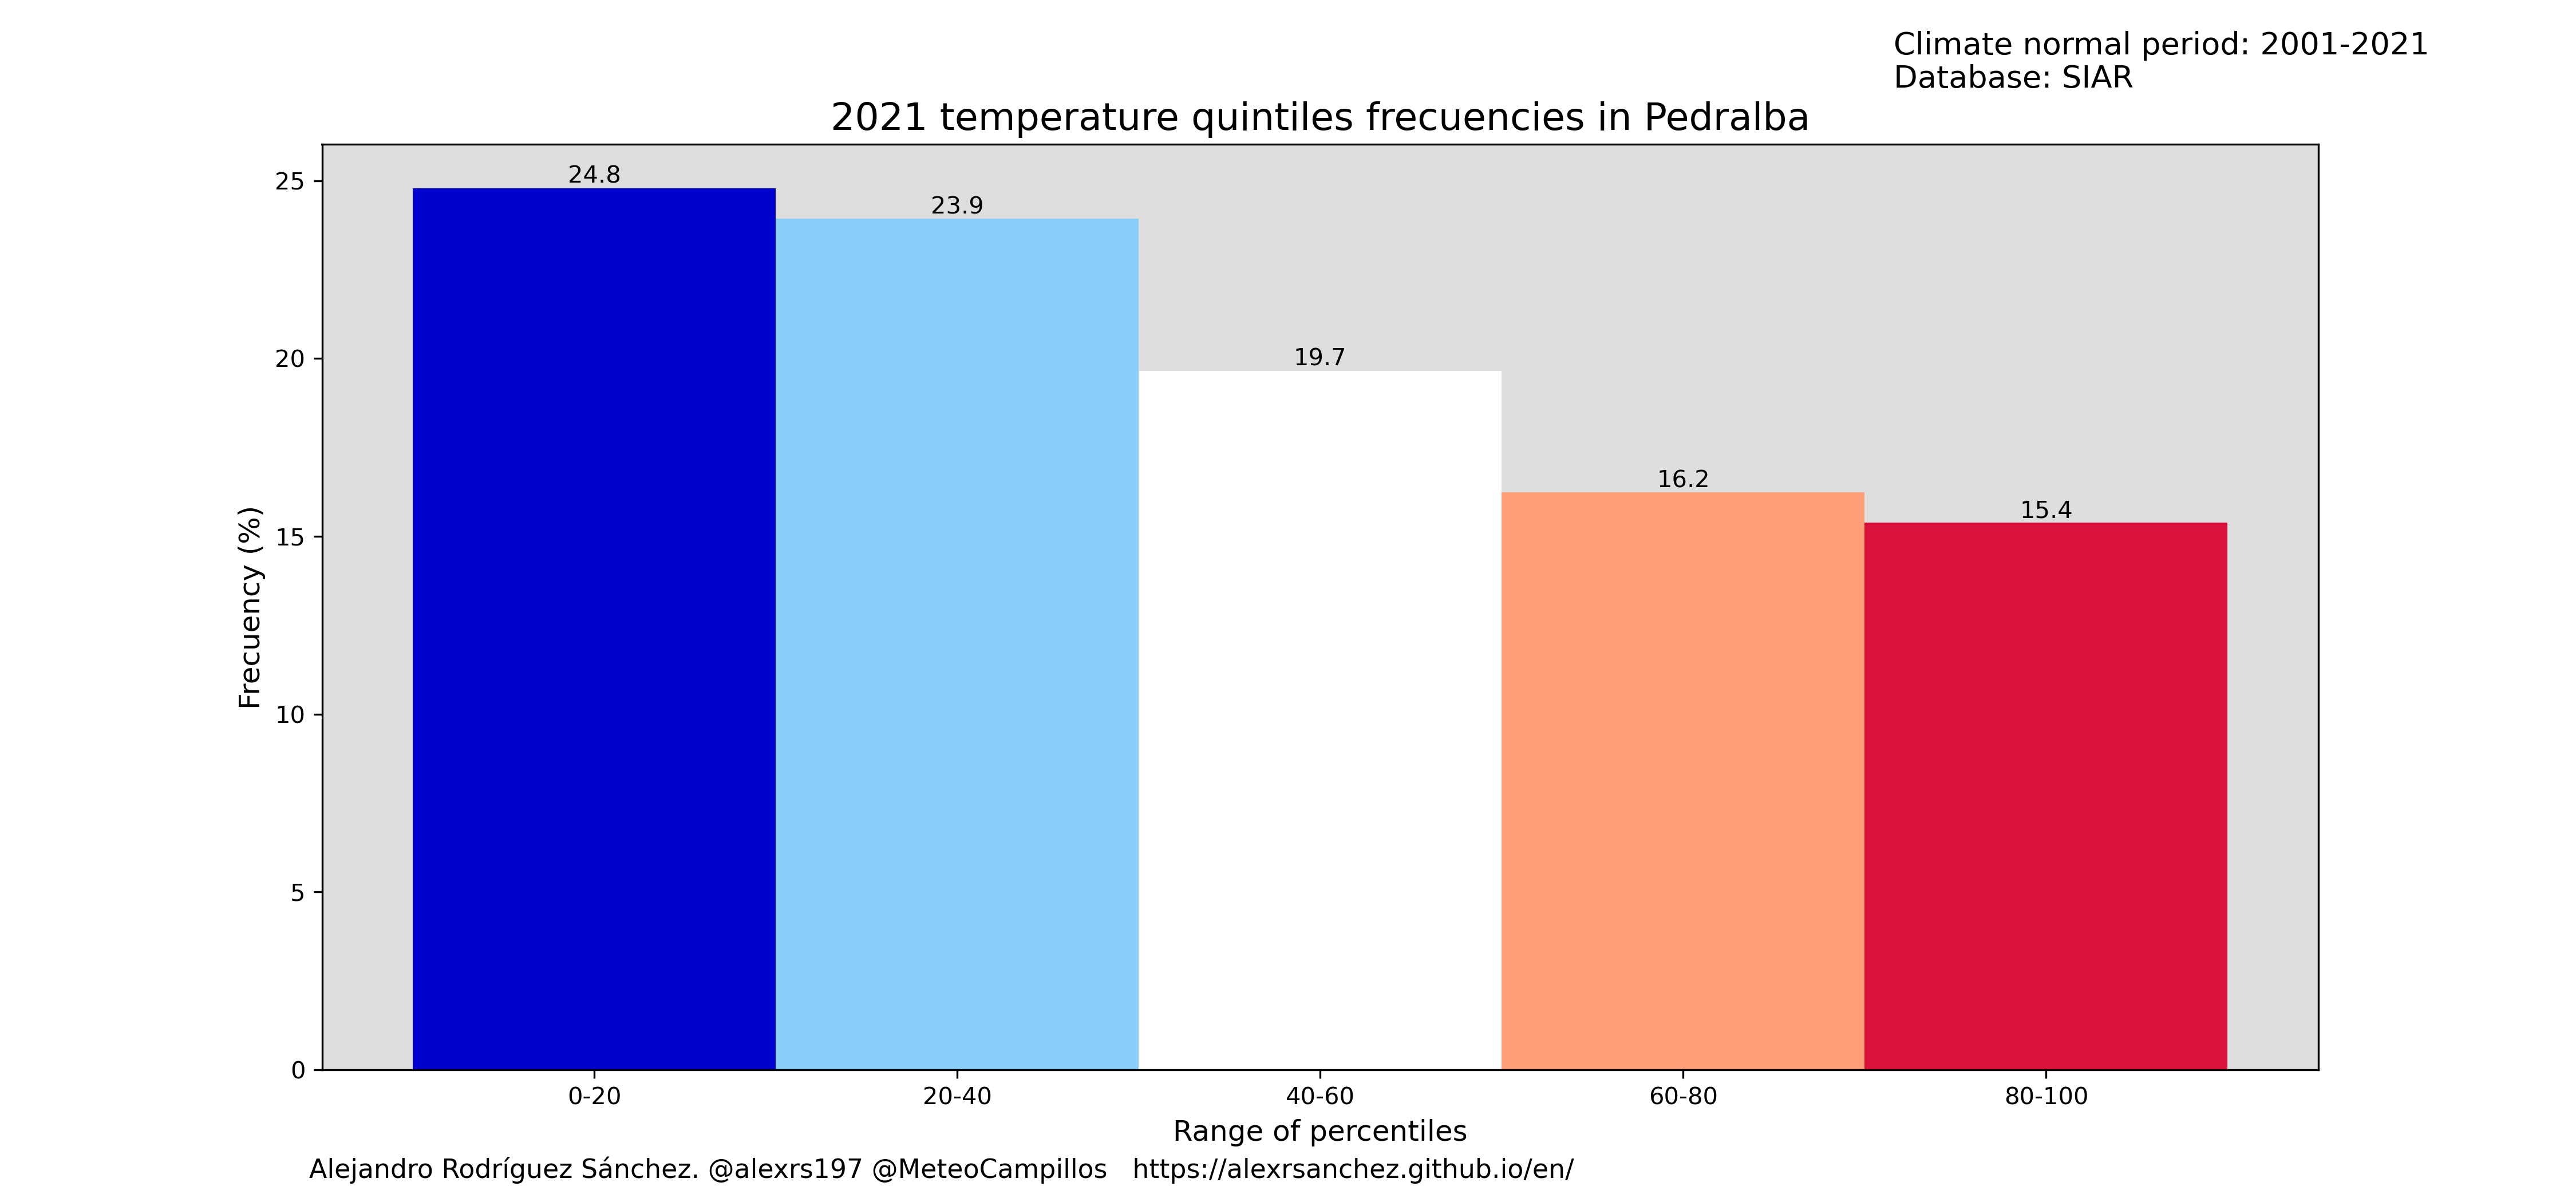 Climate normal period: 2001-2021
Database: SIAR
2021 temperature quintiles frecuencies in Pedralba
24.8
23.9
19.7
16.2
15.4
25
20
15
10
5
0
Frecuency (%)
0-20
20-40
40-60
60-80
80-100
Range of percentiles
Alejandro Rodríguez Sánchez. @alexrs197 @MeteoCampillos   https://alexrsanchez.github.io/en/